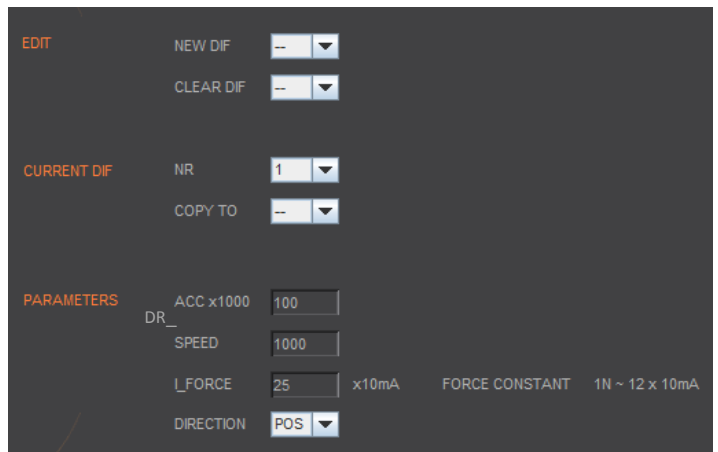 EDIT NEW DIF --
CLEAR DIF --
CURRENT DIF NR 1
COPY TO --
PARAMETERS ACC x1000 100
DR_
SPEED 1000
I_FORCE 25 x10mA FORCE CONSTANT 1N ~ 12 x 10mA
DIRECTION POS